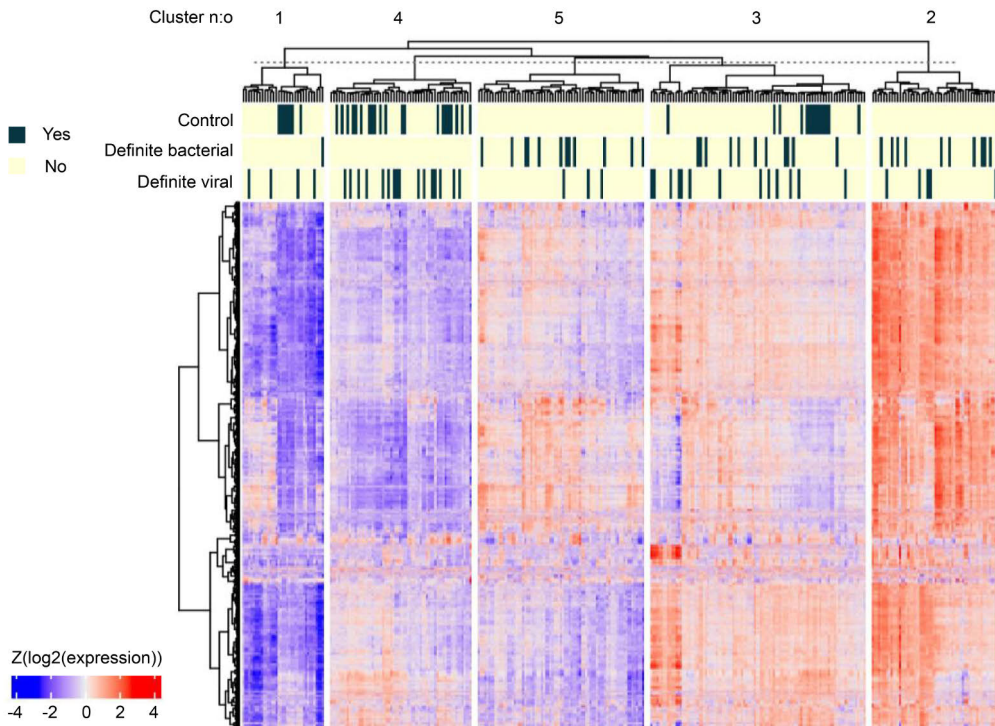 Cluster n:o 1 4 5 3 2
Control
Yes
Definite bacterial
No
Definite viral
Z(log2(expression))
-4 -2 0 2 4